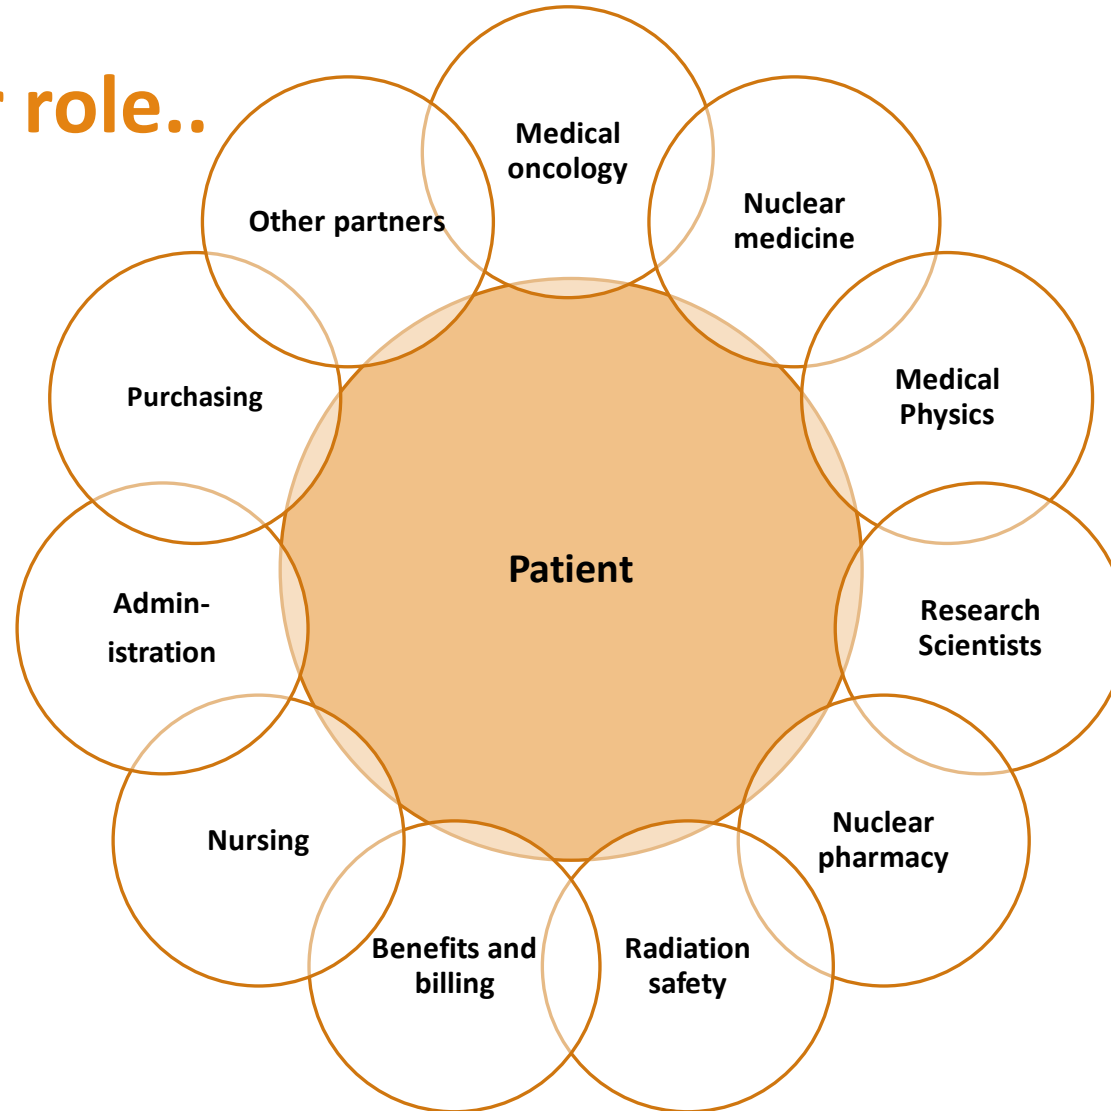 r role..
Medical
oncology
Nuclear
medicine
Other partners
Medical
Physics
Purchasing
Patient
Admin-
istration
Research
Scientists
Nursing
Nuclear
pharmacy
Benefits and
billing
Radiation
safety